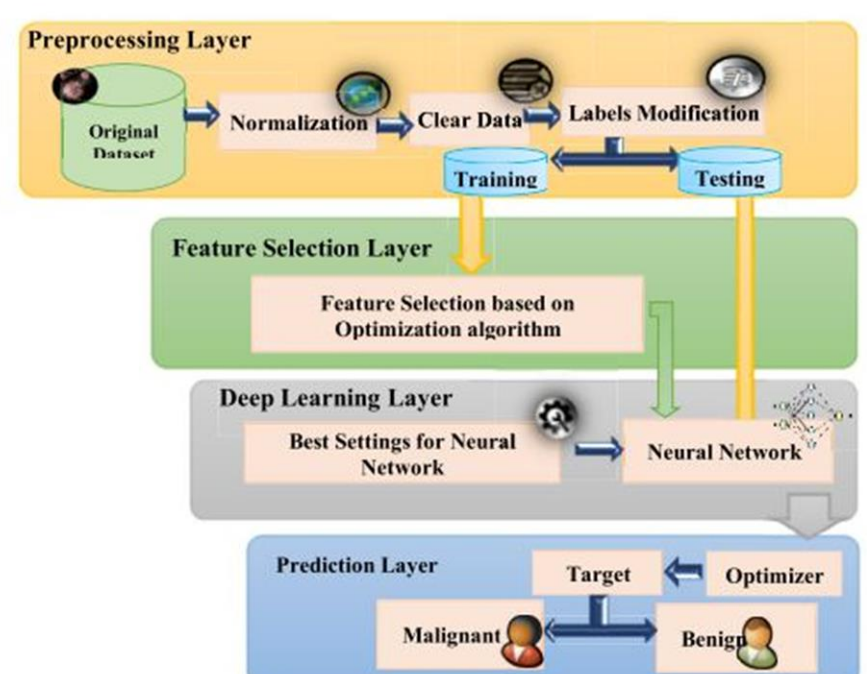 Preprocessing Layer
Original
Dataset
Normalization
Clear Data
Labels Modification
Training
Testing
Feature Selection Layer
Feature Selection based on
Optimization algorithm
Deep Learning Layer
Best Settings for Neural
Network
Neural Network
Prediction Layer
Target
Optimizer
Malignant
Benign